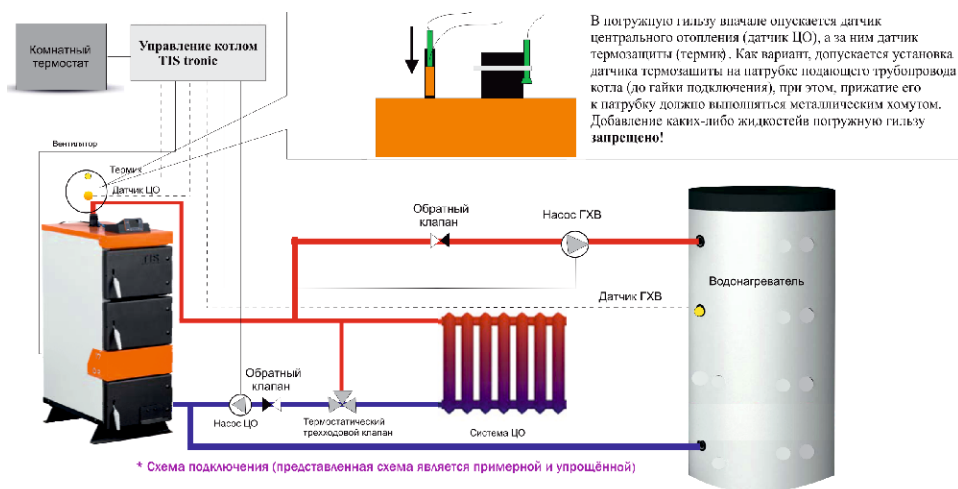 Комнатный
термостат
Управление котлом
TIS tronic
В погружную гильзу вначале опускается датчик
центрального отопления (датчик ЦО), а за ним датчик
термозащиты (термик). Как вариант, допускается установка
датчика термозашиты на патрубке подающего трубопровода
котла (до гайки подключения), при этом, прижатие его
к патрубку должно выполняться металлическим хомутом.
Добавление каких-либо жидкостейв погружную гильзу
запрещено!
Вентилятор
Термик
Датчик ЦО
TIS
Обратный
клапан
Насос ГХВ
Водонагреватель
Датчик ГХВ
Обратный
клапан
Насос ЦО
Термостатический
трехходовой клапан
Система ЦО
* Схема подключения (представленная схема является примерной и упрощённой)